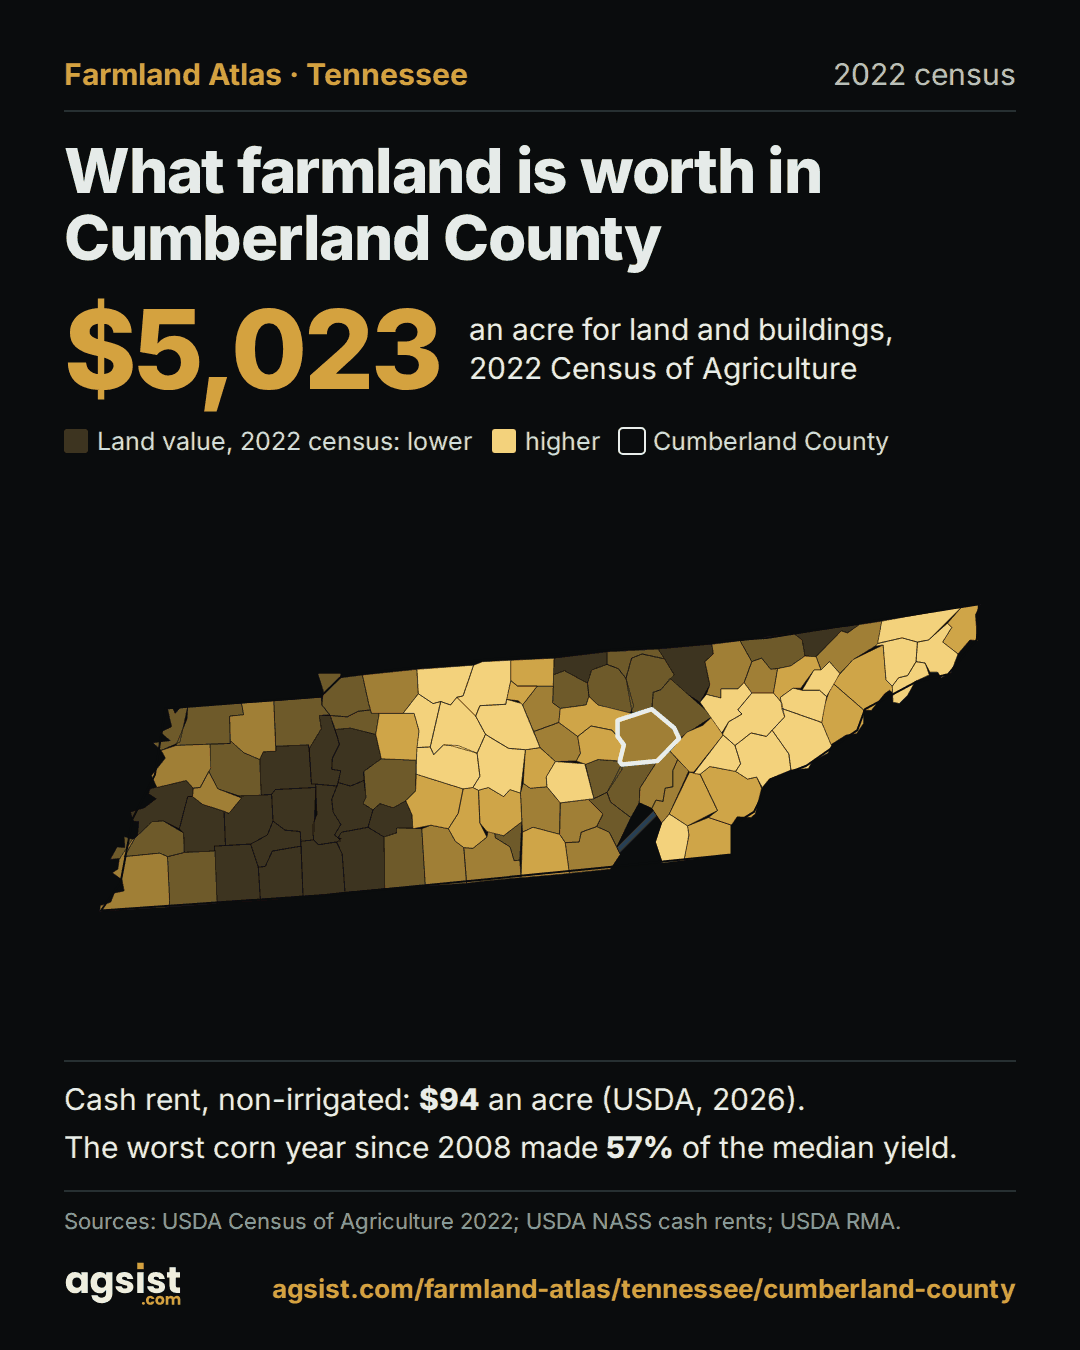 Farmland Atlas · Tennessee
2022 census
What farmland is worth in
Cumberland County
$5,023
an acre for land and buildings,
2022 Census of Agriculture
Land value, 2022 census: lower
higher
Cumberland County
Cash rent, non-irrigated: $94 an acre (USDA, 2026).
The worst corn year since 2008 made 57% of the median yield.
Sources: USDA Census of Agriculture 2022; USDA NASS cash rents; USDA RMA.
agsist
.com
agsist.com/farmland-atlas/tennessee/cumberland-county